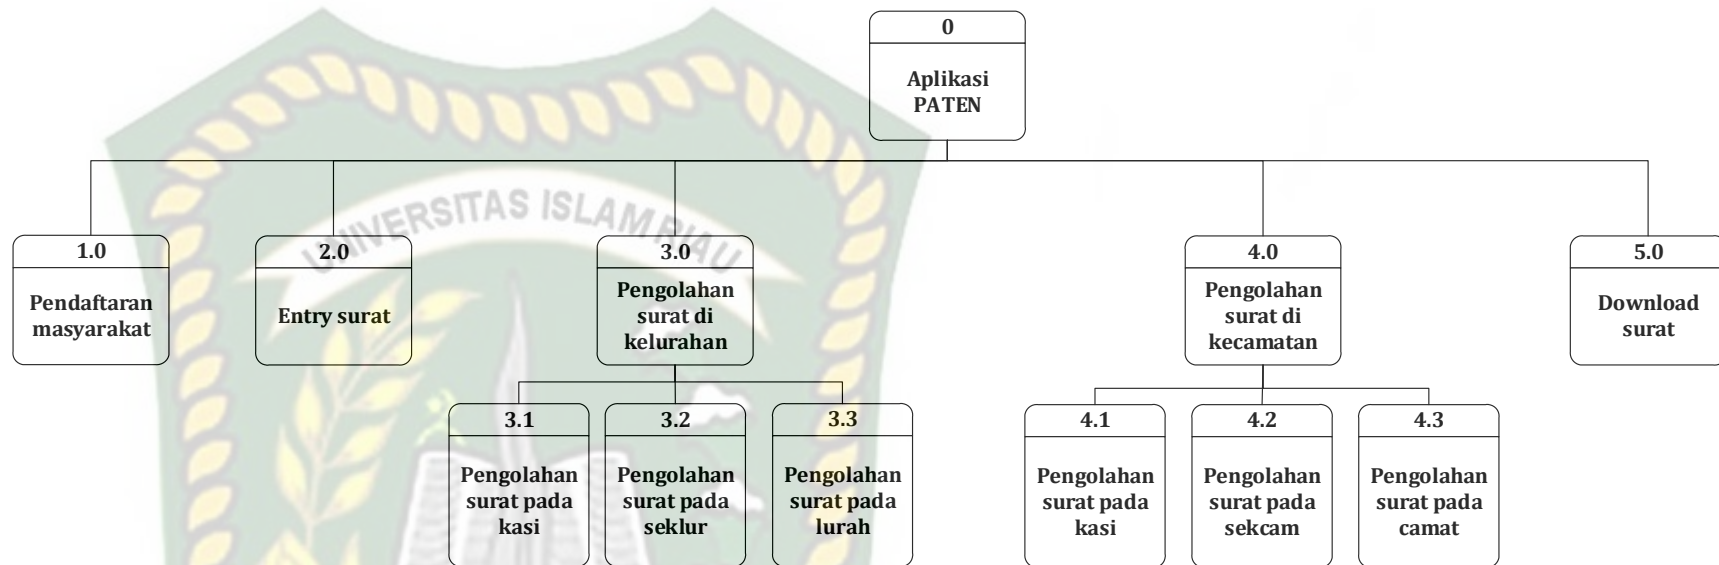 0
Aplikasi
PATEN
UNIVERSITAS ISLAM RIAU
1.0
Pendaftaran
masyarakat
2.0
Entry surat
3.0
Pengolahan
surat di
kelurahan
4.0
Pengolahan
surat di
kecamatan
5.0
Download
surat
3.1
Pengolahan
surat pada
kasi
3.2
Pengolahan
surat pada
seklur
3.3
Pengolahan
surat pada
lurah
4.1
Pengolahan
surat pada
kasi
4.2
Pengolahan
surat pada
sekcam
4.3
Pengolahan
surat pada
camat